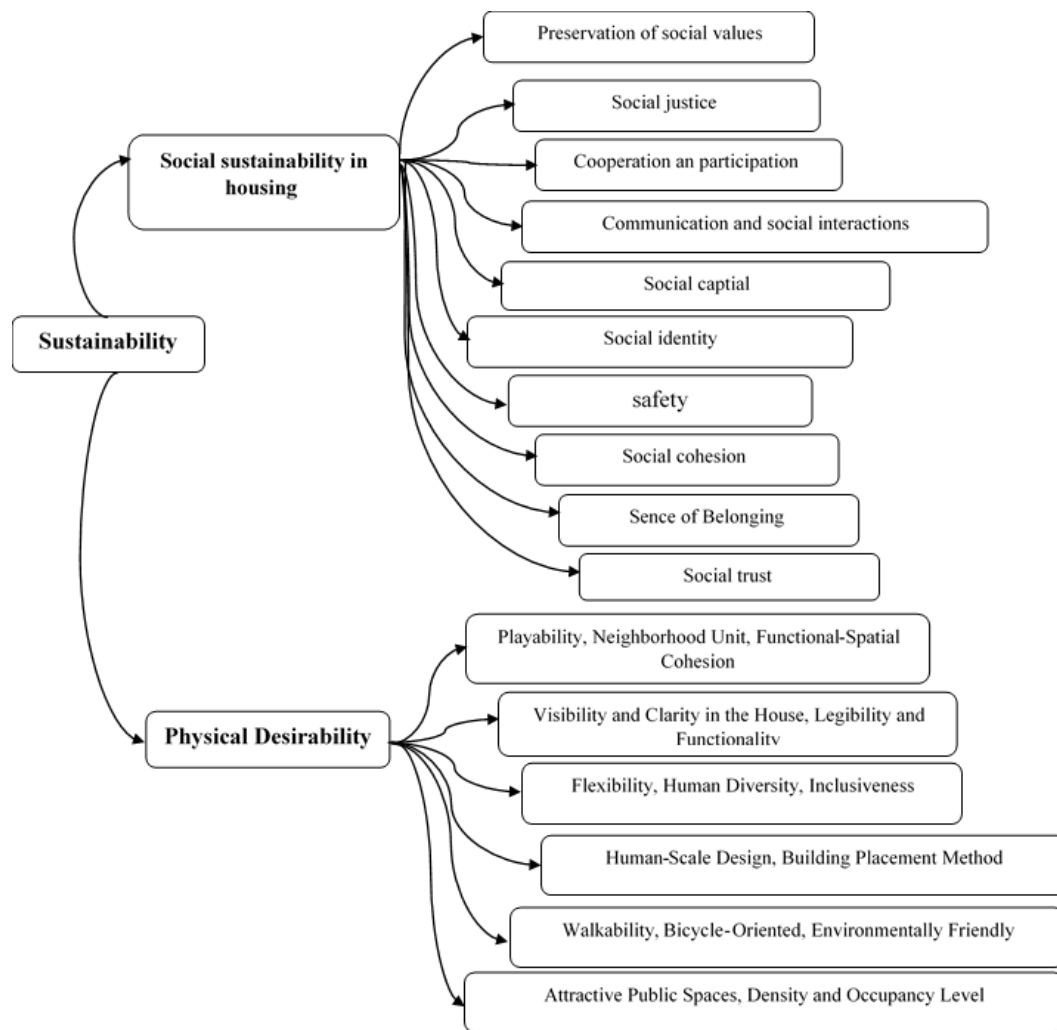 Preservation of social values
Social justice
Social sustainability in
housing
Cooperation an participation
Communication and social interactions
Social captial
Social identity
Sustainability
safety
Social cohesion
Sence of Belonging
Social trust
Playability, Neighborhood Unit, Functional-Spatial
Cohesion
Visibility and Clarity in the House, Legibility and
Functionality
Physical Desirability
Flexibility, Human Diversity, Inclusiveness
Human-Scale Design, Building Placement Method
Walkability, Bicycle-Oriented, Environmentally Friendly
Attractive Public Spaces, Density and Occupancy Level